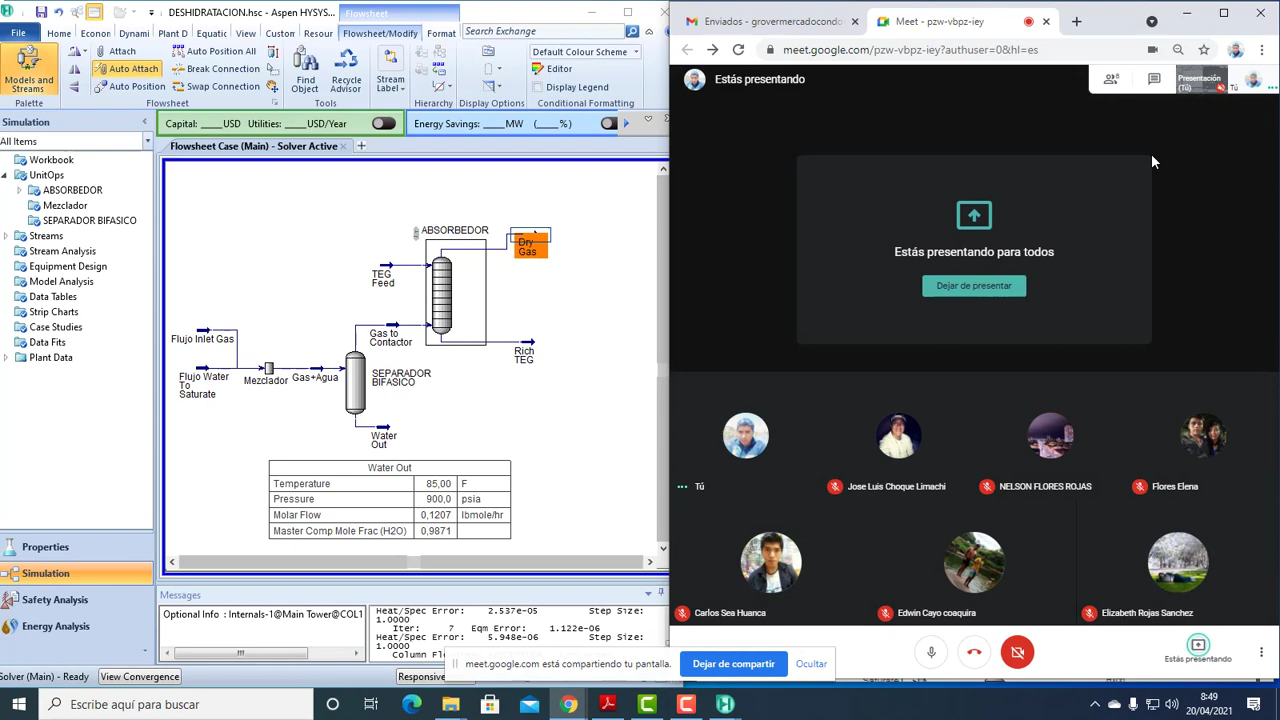 DESHIDRATACION.hsc - Aspen HYSYS
Flowsheet
File
Home
Econor
Dynami
Plant D
Equatic
View
Custom
Resour
Flowsheet/Modify
Format
Search Exchange
Models and Streams
Attach
Auto Attach
Auto Position
Auto Position All
Break Connection
Swap Connection
Find Object
Recycle Advisor
Stream Label
Default Colour Scheme
Editor
Display Legend
Palette
Flowsheet
Tools
Hierarchy
Display Options
Conditional Formatting
Simulation
All Items
Workbook
UnitOps
ABSORBEDOR
Mezclador
SEPARADOR BIFASICO
Streams
Stream Analysis
Equipment Design
Model Analysis
Data Tables
Strip Charts
Case Studies
Data Fits
Plant Data
Properties
Simulation
Safety Analysis
Energy Analysis
Capital: ____USD Utilities: ____USD/Year
Energy Savings: ____MW (____%)
Flowsheet Case (Main) - Solver Active
ABSORBEDOR
Dry
Gas
TEG
Feed
Gas to
Contactor
Rich
TEG
Flujo Inlet Gas
Flujo Water
To
Saturate
Mezclador
Gas+Agua
SEPARADOR
BIFASICO
Water
Out
Water Out
Temperature 85,00 F
Pressure 900,0 psia
Molar Flow 0,1207 lbmole/hr
Master Comp Mole Frac (H2O) 0,9871
Messages
Optional Info : Internals-1@Main Tower@COL1
Heat/Spec Error: 2.537e-05 Step Size:
1.0000
Iter: 7 Eqm Error: 1.122e-06
Heat/Spec Error: 5.948e-06 Step Size:
1.0000
Solver (Main) - Ready
View Convergence
Responsive
meet.google.com está compartiendo tu pantalla.
Dejar de compartir
Ocultar
Enviados - grovermercadocondo
Meet - pzw-vbpz-iey
meet.google.com/pzw-vbpz-iey?authuser=0&hl=es
Estás presentando
Presentación
(Tú)
Tú
Estás presentando para todos
Dejar de presentar
Tú
Jose Luis Choque Limachi
NELSON FLORES ROJAS
Flores Elena
Carlos Sea Huanca
Edwin Cayo coaquira
Elizabeth Rojas Sanchez
Estás presentando
Escribe aquí para buscar
8:49
20/04/2021